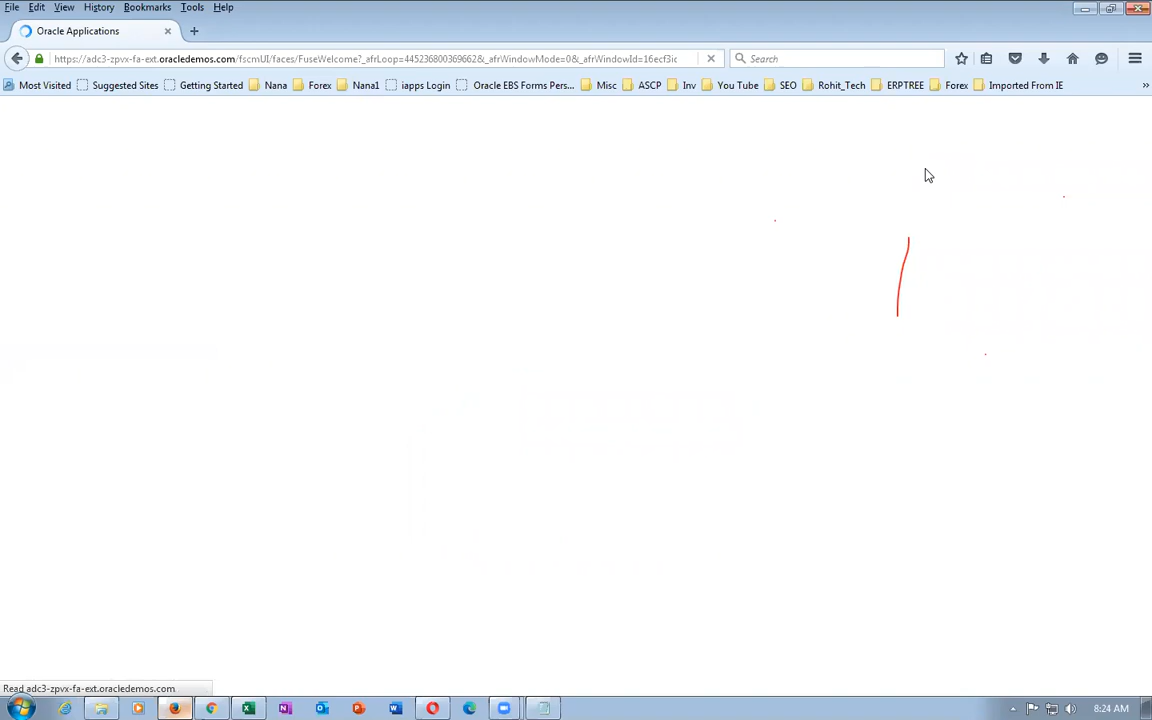 File Edit View History Bookmarks Tools Help
Oracle Applications
https://adc3-zpvx-fa-ext.oracledemos.com/fscmUI/faces/FuseWelcome?_afrLoop=4452368003696628&_afrWindowMode=0&_afrWindowId=16ecf3ic
Search
Most Visited Suggested Sites Getting Started Nana Forex Nana1 iapps Login Oracle EBS Forms Pers... Misc ASCP Inv You Tube SEO Rohit_Tech ERPTREE Forex Imported From IE
Read adc3-zpvx-fa-ext.oracledemos.com
8:24 AM